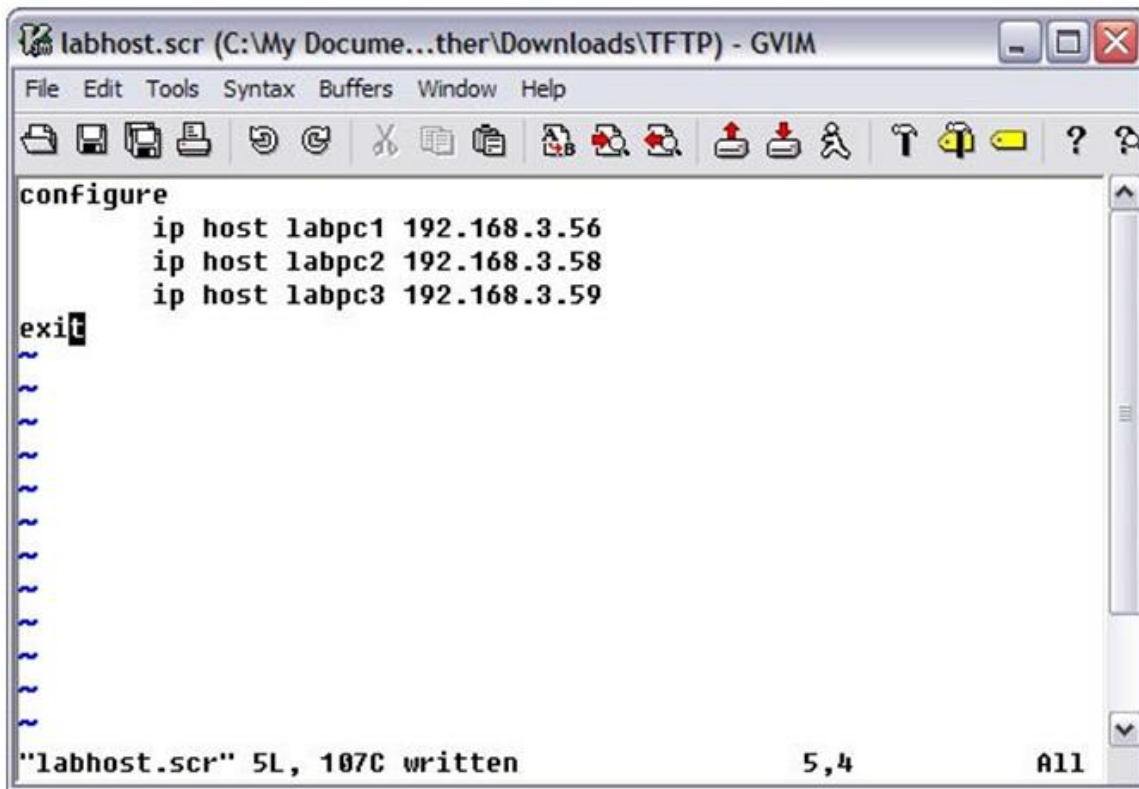 labhost.scr (C:\My Docume...ther\Downloads\TFTP) - GVIM
File Edit Tools Syntax Buffers Window Help
configure
        ip host labpc1 192.168.3.56
        ip host labpc2 192.168.3.58
        ip host labpc3 192.168.3.59
exit
~
~
~
~
~
~
~
~
~
~
~
~
"labhost.scr" 5L, 107C written 5,4 All